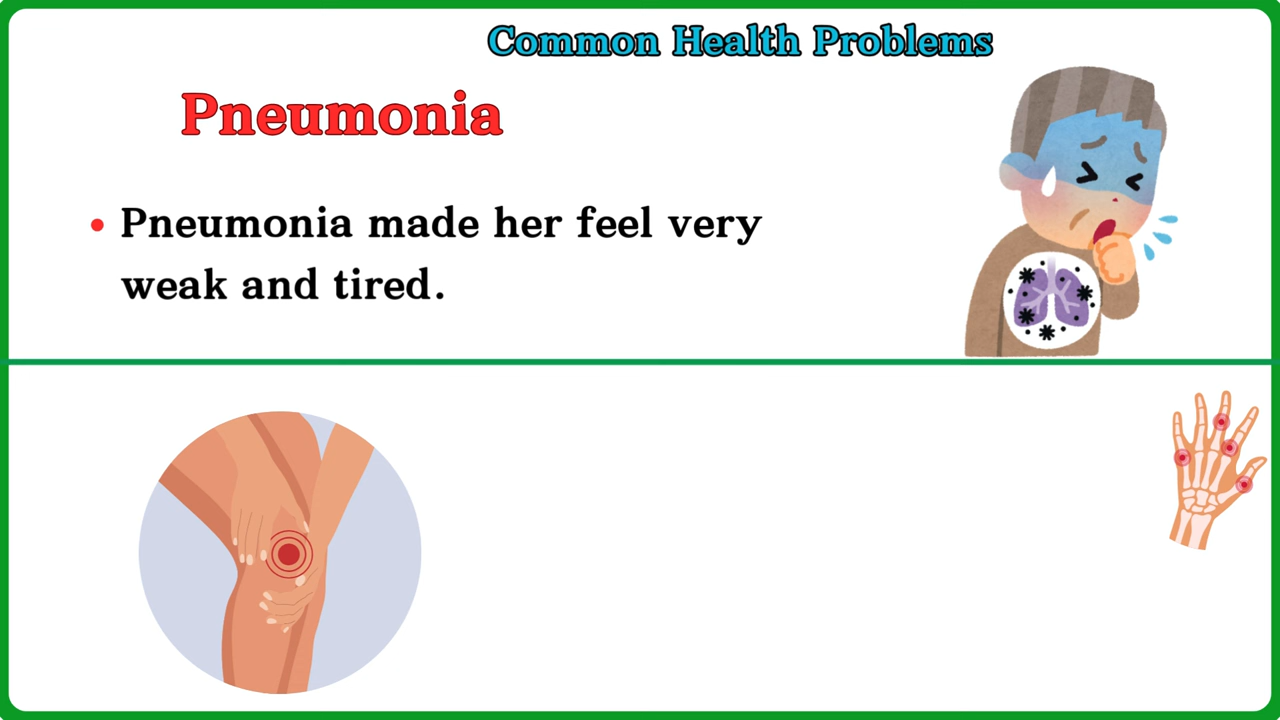 Common Health Problems
Pneumonia
• Pneumonia made her feel very
weak and tired.